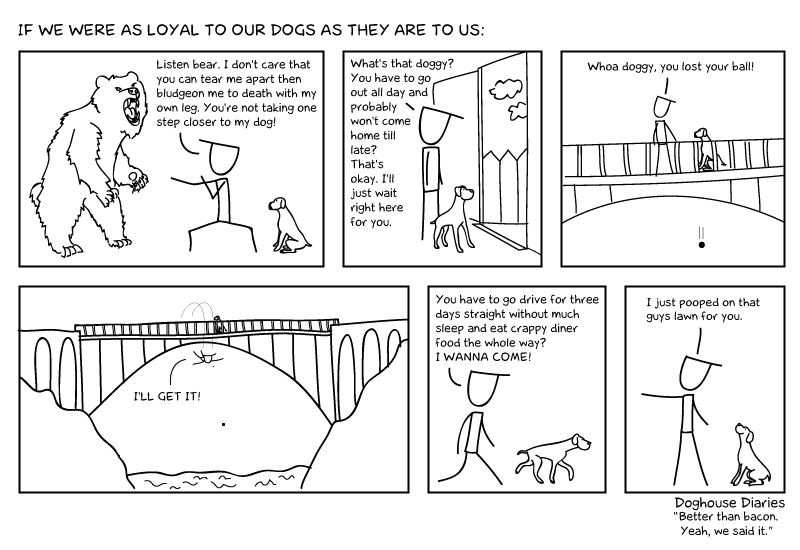 IF WE WERE AS LOYAL TO OUR DOGS AS THEY ARE TO US:
Listen bear. I don't care that
you can tear me apart then
bludgeon me to death with my
own leg. You're not taking one
step closer to my dog!
What's that doggy?
You have to go
out all day and
probably
won't come
home till
late?
That's
okay. I'll
just wait
right here
for you.
Whoa doggy, you lost your ball!
I'LL GET IT!
You have to go drive for three
days straight without much
sleep and eat crappy diner
food the whole way?
I WANNA COME!
I just pooped on that
guys lawn for you.
Doghouse Diaries
"Better than bacon.
Yeah, we said it."